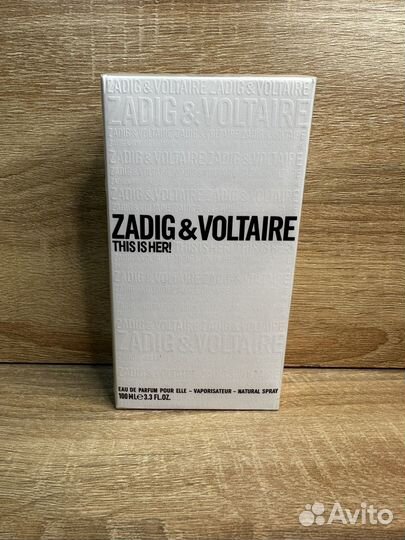 ZADIG & VOLTAIRE ZADIG & VOLTAIRE
ZADIG & VOLTAIRE
ZADIG & VOLTAIRE
THIS IS HER!
ZADIG & VOLTAIRE
EAU DE PARFUM POUR ELLE - VAPORISATEUR - NATURAL SPRAY
100 ML℮3.3 FL.OZ.
Avito